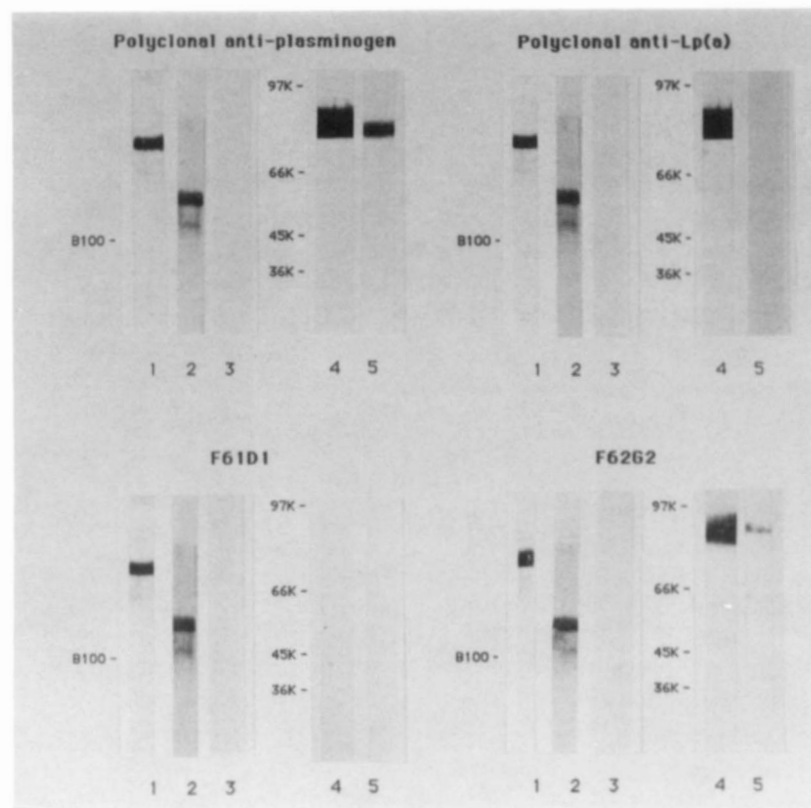 Polyclonal anti-plasminogen
97K -
66K -
B100 -
45K -
36K -
1 2 3 4 5
Polyclonal anti-Lp(a)
97K -
66K -
B100 -
45K -
36K -
1 2 3 4 5
F61D1
97K -
66K -
B100 -
45K -
36K -
1 2 3 4 5
F62G2
97K -
66K -
B100 -
45K -
36K -
1 2 3 4 5